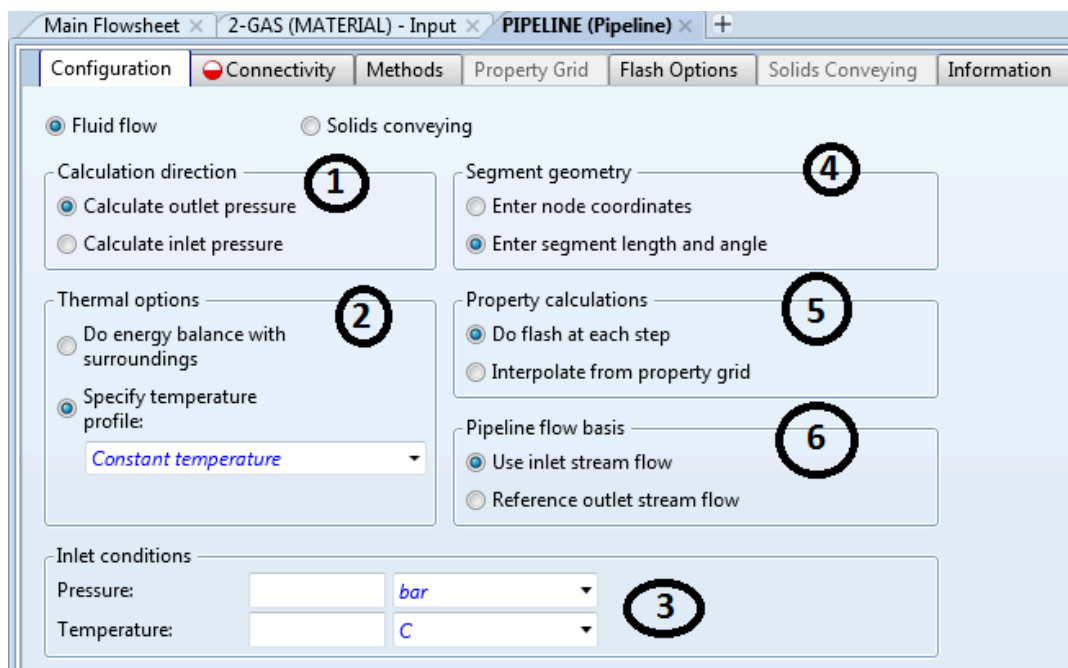 Main Flowsheet × 2-GAS (MATERIAL) - Input × PIPELINE (Pipeline) × +
Configuration Connectivity Methods Property Grid Flash Options Solids Conveying Information
Fluid flow Solids conveying
Calculation direction 1
Calculate outlet pressure
Calculate inlet pressure
Segment geometry 4
Enter node coordinates
Enter segment length and angle
Thermal options 2
Do energy balance with
surroundings
Specify temperature
profile:
Constant temperature
Property calculations 5
Do flash at each step
Interpolate from property grid
Pipeline flow basis 6
Use inlet stream flow
Reference outlet stream flow
Inlet conditions
Pressure: bar
3
Temperature: C